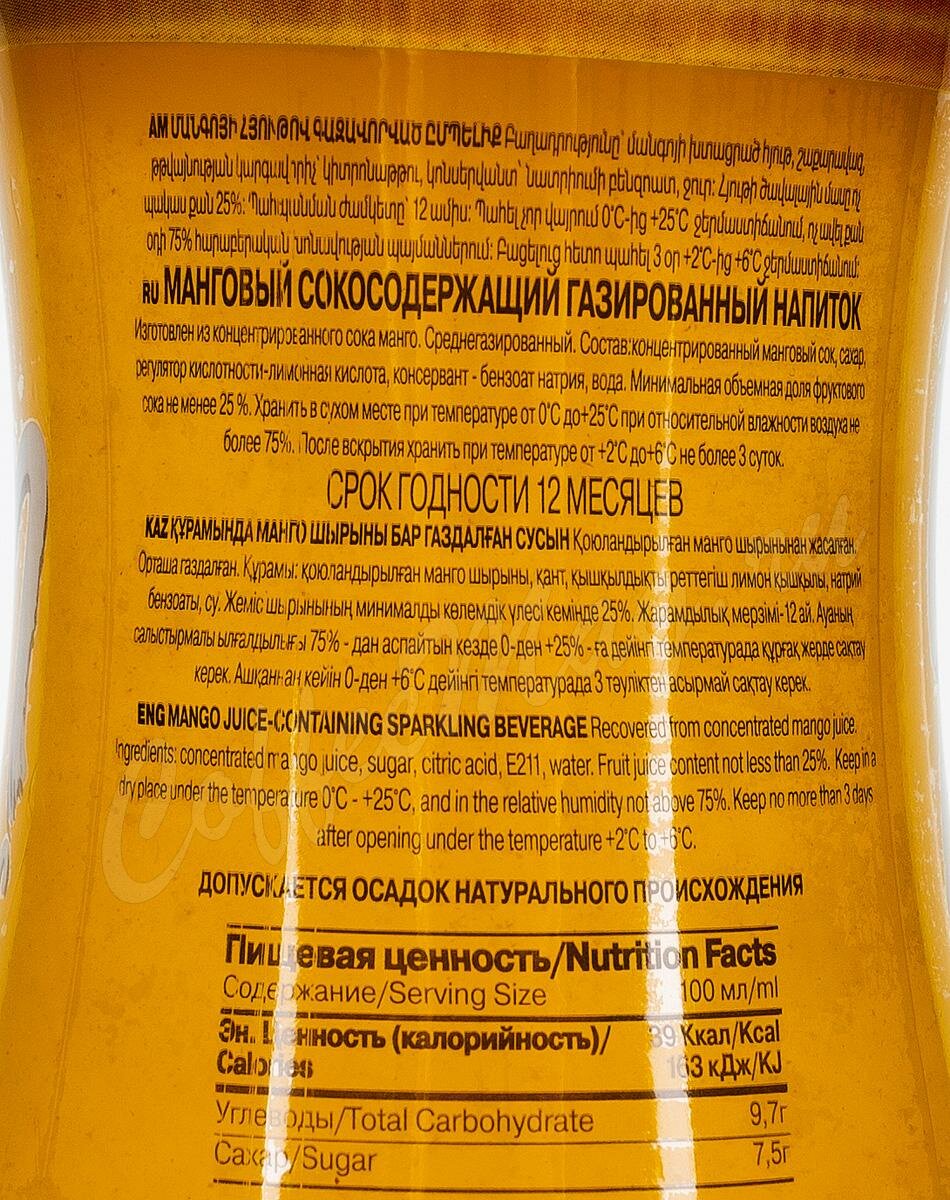 AM ՄԱՆԳՈՅԻ ՀՅՈՒԹՈՎ ԳԱԶԱՎՈՐՎԱԾ ԸՄՊԵԼԻՔ Բաղադրությունը՝ մանգոյի խտացրած հյութ, շաքարավազ,
թթվայնության կարգավորիչ՝ կիտրոնաթթու, կոնսերվանտ՝ նատրիումի բենզոատ, ջուր: Հյութի ծավալային մասը ոչ
պակաս քան 25%: Պահպանման ժամկետը՝ 12 ամիս: Պահել չոր վայրում 0°C-ից +25°C ջերմաստիճանում, ոչ ավել քան
օդի 75% հարաբերական խոնավության պայմաններում: Բացելուց հետո պահել 3 օր +2°C-ից +6°C ջերմաստիճանում:
RU МАНГОВЫЙ СОКОСОДЕРЖАЩИЙ ГАЗИРОВАННЫЙ НАПИТОК
Изготовлен из концентрированного сока манго. Среднегазированный. Состав:концентрированный манговый сок, сахар,
регулятор кислотности-лимонная кислота, консервант - бензоат натрия, вода. Минимальная объемная доля фруктового
сока не менее 25 %. Хранить в сухом месте при температуре от 0°С до+25°С при относительной влажности воздуха не
более 75%. После вскрытия хранить при температуре от +2°С до+6°С не более 3 суток.
СРОК ГОДНОСТИ 12 МЕСЯЦЕВ
KAZ ҚҰРАМЫНДА МАНГО ШЫРЫНЫ БАР ГАЗДАЛҒАН СУСЫН Қоюландырылған манго шырынынан жасалған.
Орташа газдалған. Құрамы: қоюландырылған манго шырыны, қант, қышқылдықты реттегіш лимон қышқылы, натрий
бензоаты, су. Жеміс шырынының минималды көлемдік үлесі кемінде 25%. Жарамдылық мерзімі-12 ай. Ауаның
салыстырмалы ылғалдылығы 75% - дан аспайтын кезде 0-ден +25% - ға дейінгі температурада құрғақ жерде сақтау
керек. Ашқаннан кейін 0-ден +6°С дейінгі температурада 3 тәуліктен асырмай сақтау керек.
ENG MANGO JUICE-CONTAINING SPARKLING BEVERAGE Recovered from concentrated mango juice.
Ingredients: concentrated mango juice, sugar, citric acid, E211, water. Fruit juice content not less than 25%. Keep in a
dry place under the temperature 0°C - +25°C, and in the relative humidity not above 75%. Keep no more than 3 days
after opening under the temperature +2°C to +6°C.
ДОПУСКАЕТСЯ ОСАДОК НАТУРАЛЬНОГО ПРОИСХОЖДЕНИЯ
Пищевая ценность/Nutrition Facts
Содержание/Serving Size 100 мл/ml
Эн. Ценность (калорийность)/ 39 Ккал/Kcal
Calories 163 кДж/KJ
Углеводы/Total Carbohydrate 9,7г
Сахар/Sugar 7,5г